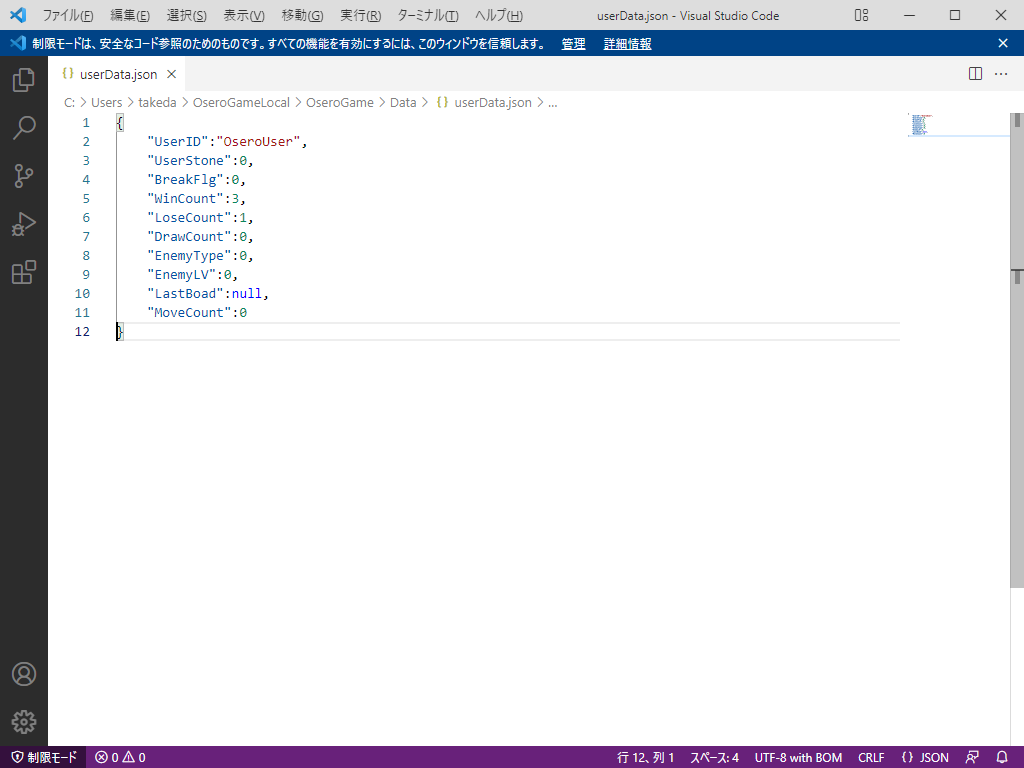 ファイル(F) 編集(E) 選択(S) 表示(V) 移動(G) 実行(R) ターミナル(T) ヘルプ(H) userData.json - Visual Studio Code
制限モードは、安全なコード参照のためのものです。すべての機能を有効にするには、このウィンドウを信頼します。 管理 詳細情報
{} userData.json
C: > Users > takeda > OseroGameLocal > OseroGame > Data > {} userData.json > ...
1 {
2 "UserID":"OseroUser",
3 "UserStone":0,
4 "BreakFlg":0,
5 "WinCount":3,
6 "LoseCount":1,
7 "DrawCount":0,
8 "EnemyType":0,
9 "EnemyLV":0,
10 "LastBoad":null,
11 "MoveCount":0
12 }
制限モード 0 0 行 12、列 1 スペース: 4 UTF-8 with BOM CRLF {} JSON